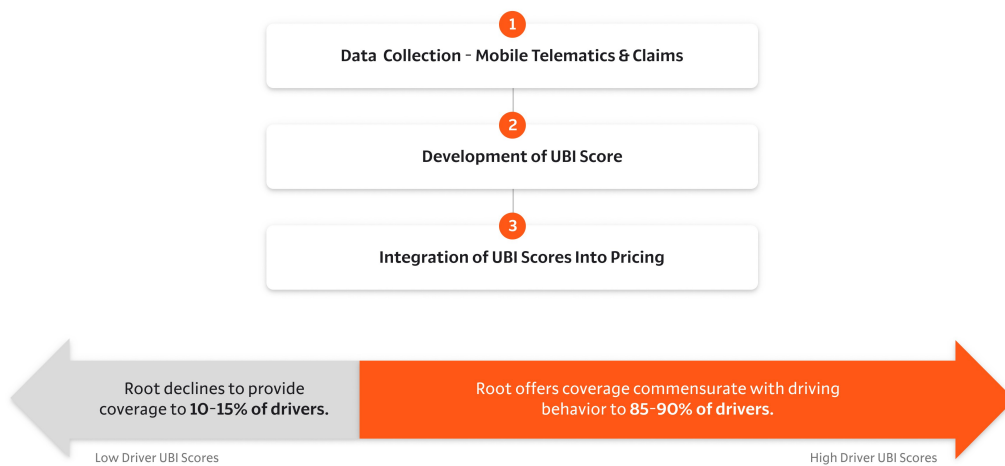 1
Data Collection - Mobile Telematics & Claims
2
Development of UBI Score
3
Integration of UBI Scores Into Pricing
Root declines to provide
coverage to 10-15% of drivers.
Root offers coverage commensurate with driving
behavior to 85-90% of drivers.
Low Driver UBI Scores
High Driver UBI Scores